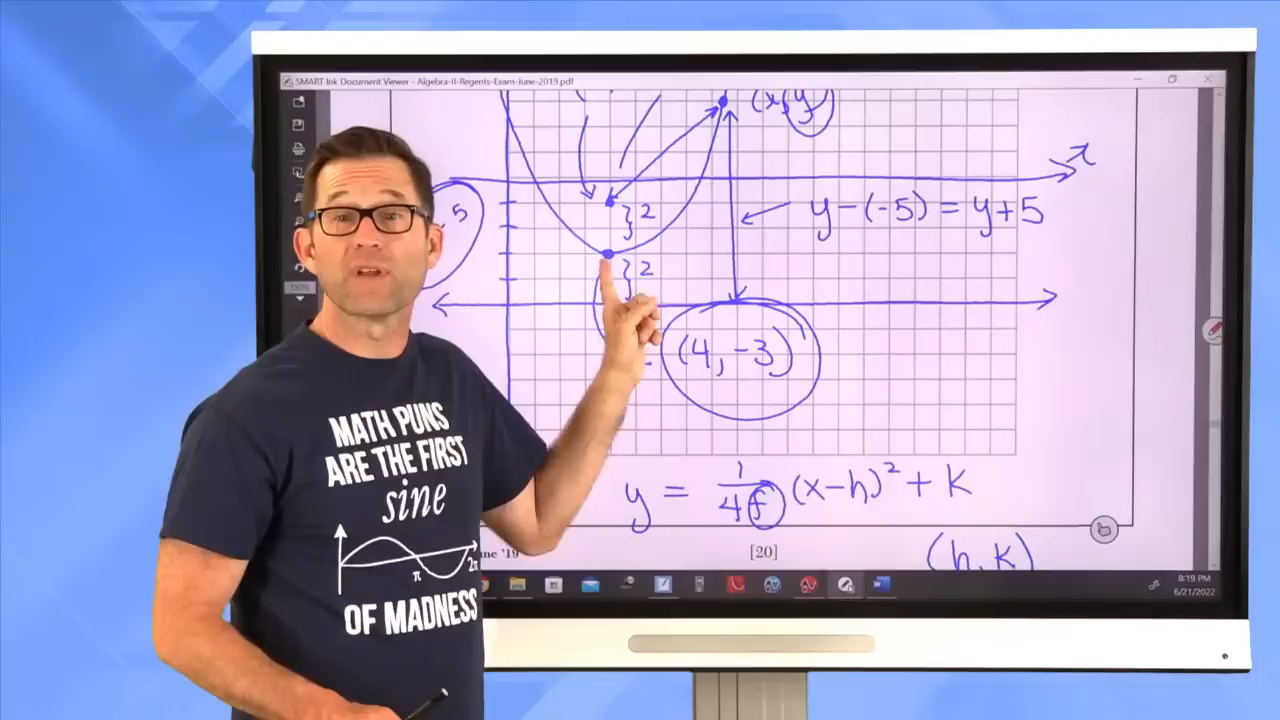 SMART Ink Document Viewer - Algebra-II-Regents-Exam-June-2019.pdf
(x, y)
x
, 5
}2
y-(-5) = y+5
}2
193%
(4, -3)
MATH PUNS
ARE THE FIRST
sine
π
2π
OF MADNESS
y = 1/4f (x-h)² + k
ne '19
[20]
(h, k)
8:19 PM
6/21/2022